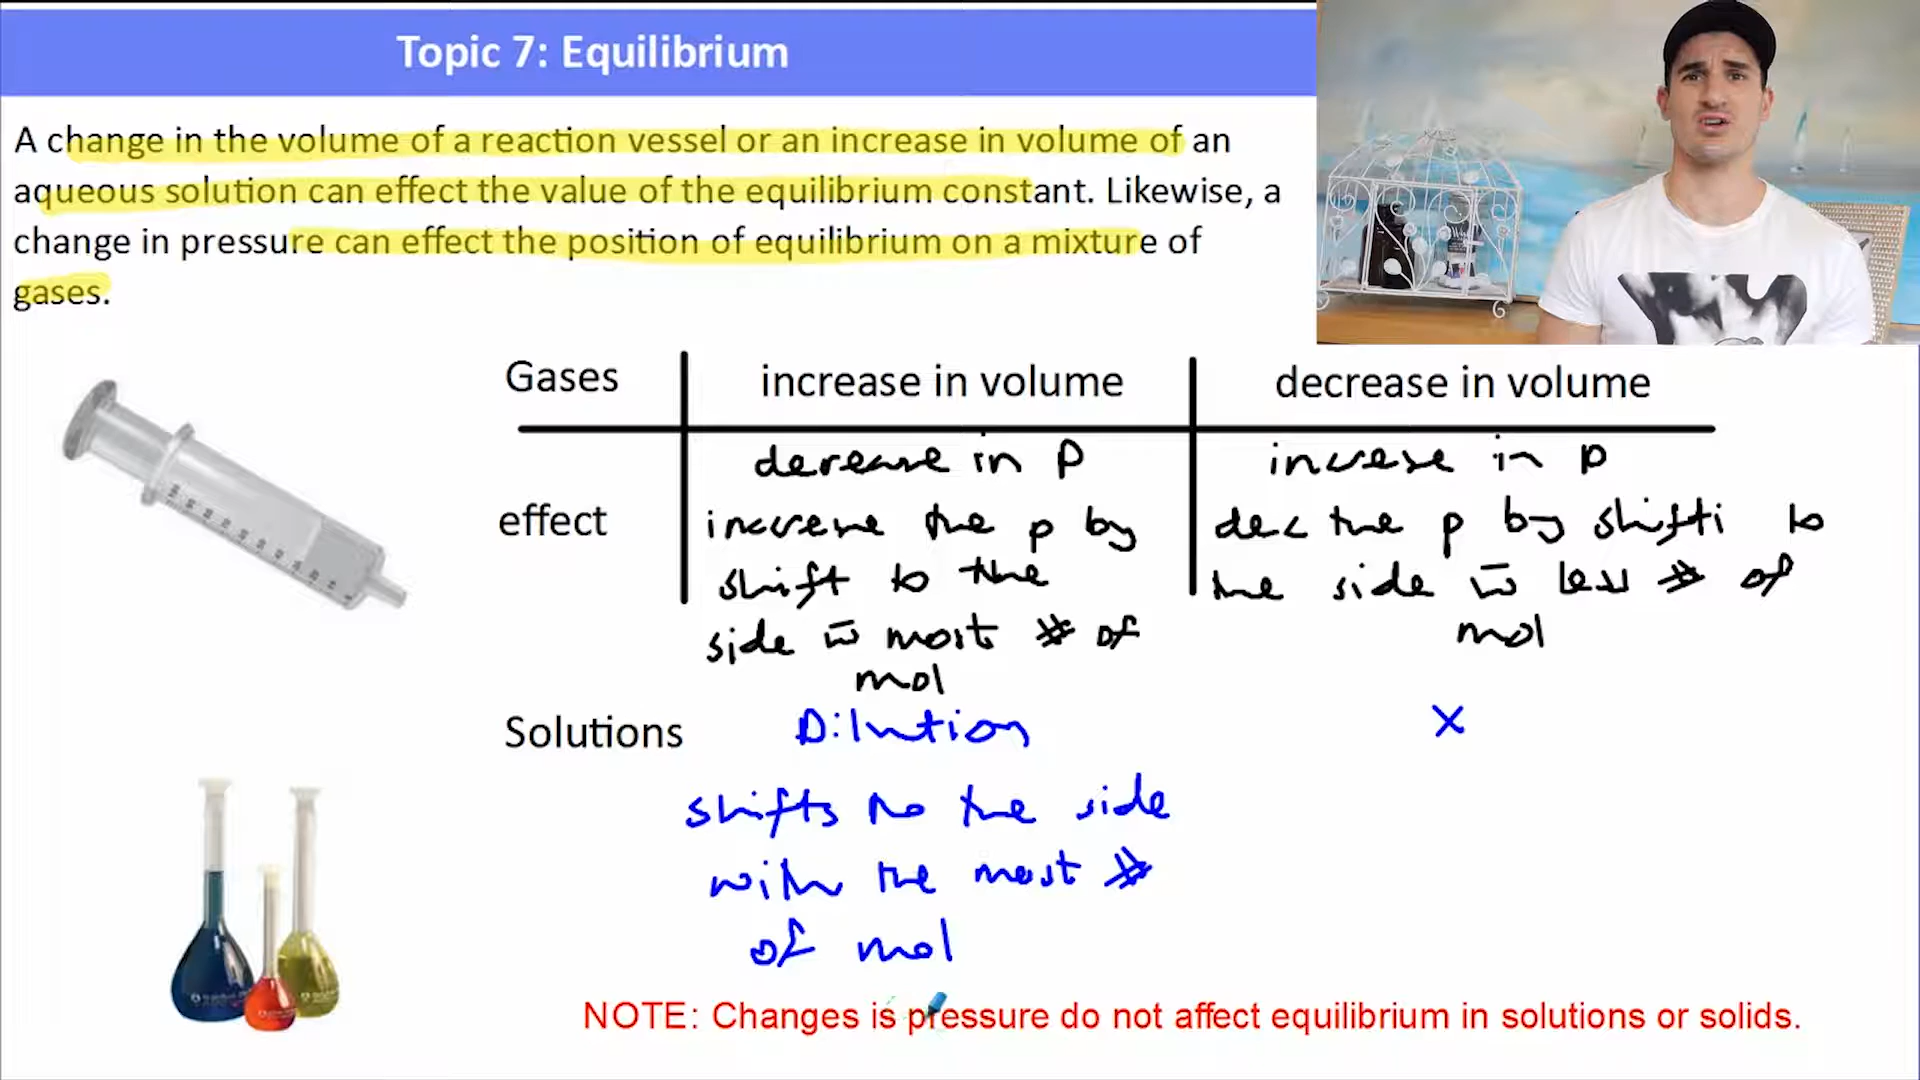 Topic 7: Equilibrium
A change in the volume of a reaction vessel or an increase in volume of an
aqueous solution can effect the value of the equilibrium constant. Likewise, a
change in pressure can effect the position of equilibrium on a mixture of
gases.
Gases increase in volume decrease in volume
decrease in P increase in P
effect increase the p by dec the p by shifti to
shift to the the side w̄ less # of
side w̄ most # of mol
mol
Solutions Dilution X
shifts to the side
with the most #
of mol
NOTE: Changes is pressure do not affect equilibrium in solutions or solids.